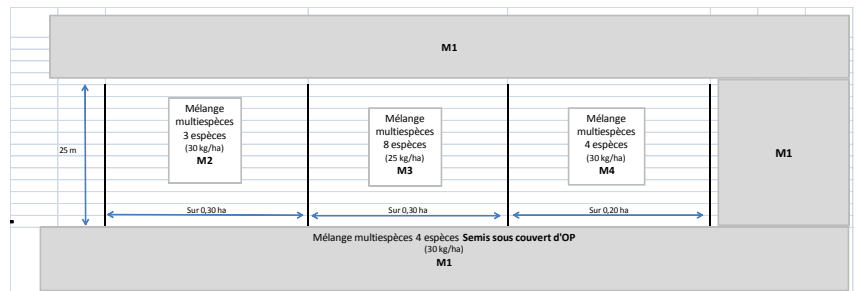 M1
Mélange
multiespèces
3 espèces
(30 kg/ha)
M2
Mélange
multiespèces
8 espèces
(25 kg/ha)
M3
Mélange
multiespèces
4 espèces
(30 kg/ha)
M4
M1
25 m
Sur 0,30 ha
Sur 0,30 ha
Sur 0,20 ha
Mélange multiespèces 4 espèces Semis sous couvert d'OP
(30 kg/ha)
M1